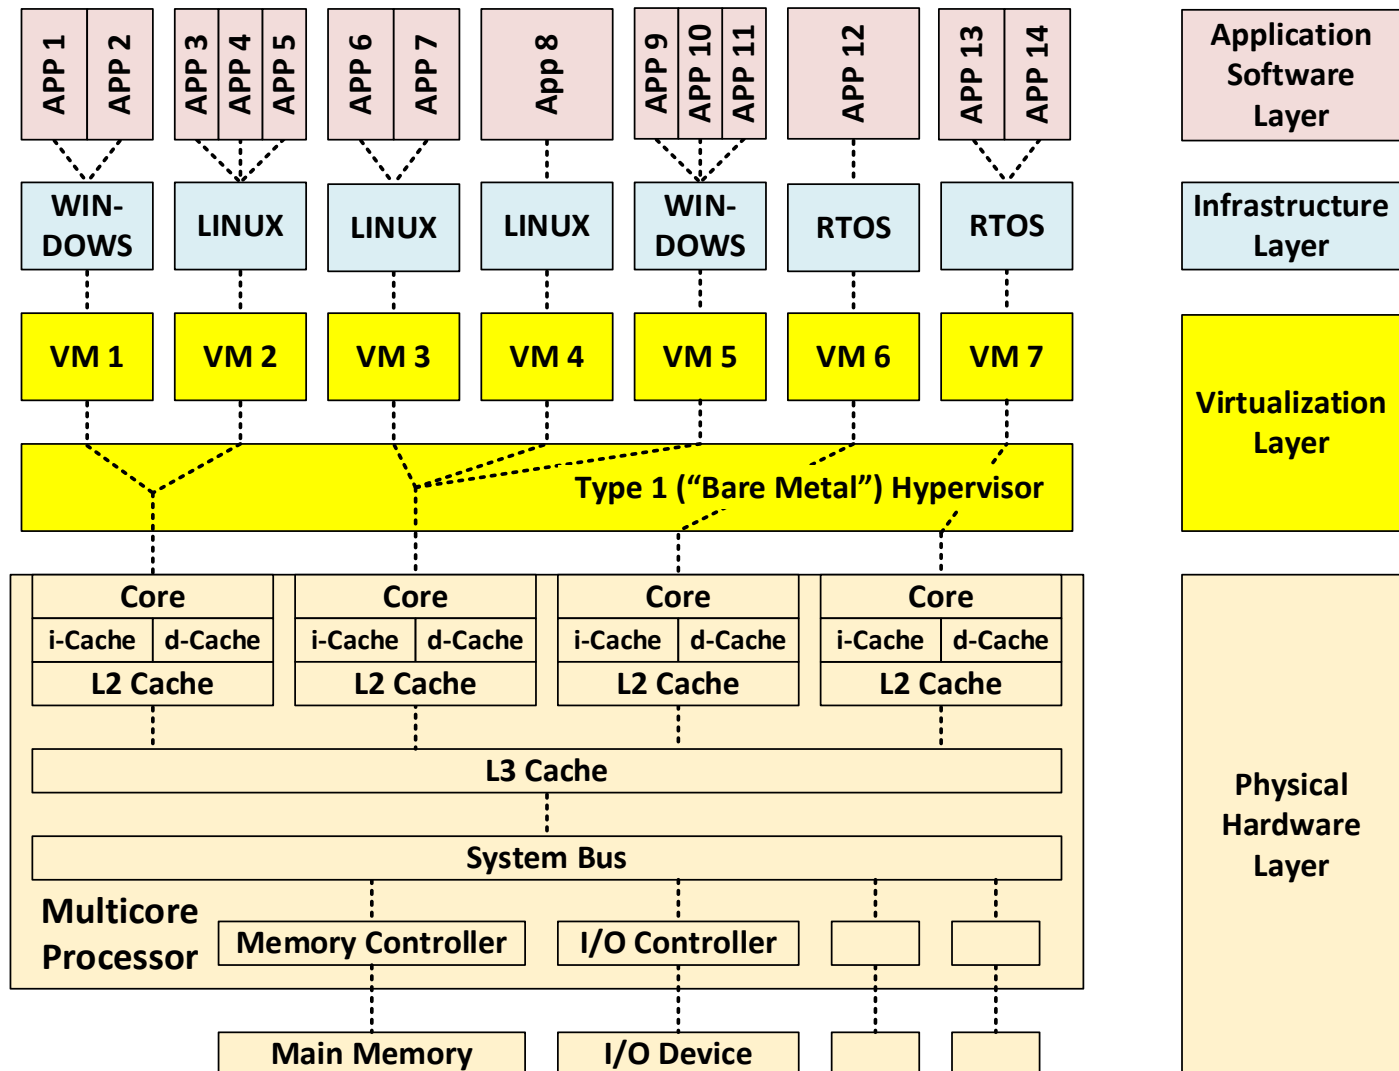 APP 1
APP 2
APP 3
APP 4
APP 5
APP 6
APP 7
App 8
APP 9
APP 10
APP 11
APP 12
APP 13
APP 14
Application
Software
Layer
WIN-
DOWS
LINUX
LINUX
LINUX
WIN-
DOWS
RTOS
RTOS
Infrastructure
Layer
VM 1
VM 2
VM 3
VM 4
VM 5
VM 6
VM 7
Virtualization
Layer
Type 1 (“Bare Metal”) Hypervisor
Core
Core
Core
Core
i-Cache
d-Cache
i-Cache
d-Cache
i-Cache
d-Cache
i-Cache
d-Cache
L2 Cache
L2 Cache
L2 Cache
L2 Cache
L3 Cache
System Bus
Physical
Hardware
Layer
Multicore
Processor
Memory Controller
I/O Controller
Main Memory
I/O Device